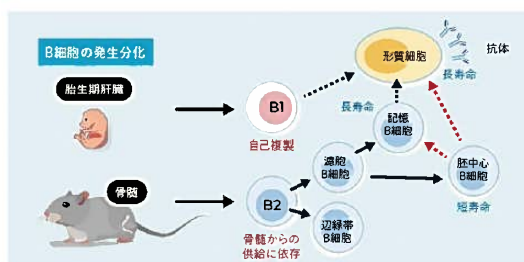 B細胞の発生分化
胎生期肝臓
B1
自己複製
形質細胞
長寿命
抗体
長寿命
記憶
B細胞
濾胞
B細胞
胚中心
B細胞
短寿命
骨髄
B2
骨髄からの
供給に依存
辺縁帯
B細胞